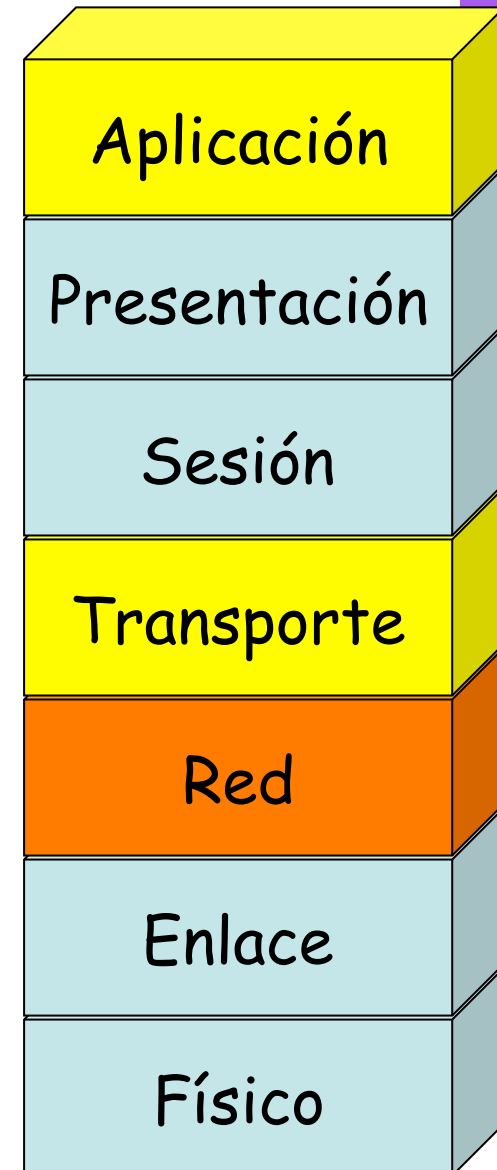 Aplicación
Presentación
Sesión
Transporte
Red
Enlace
Físico